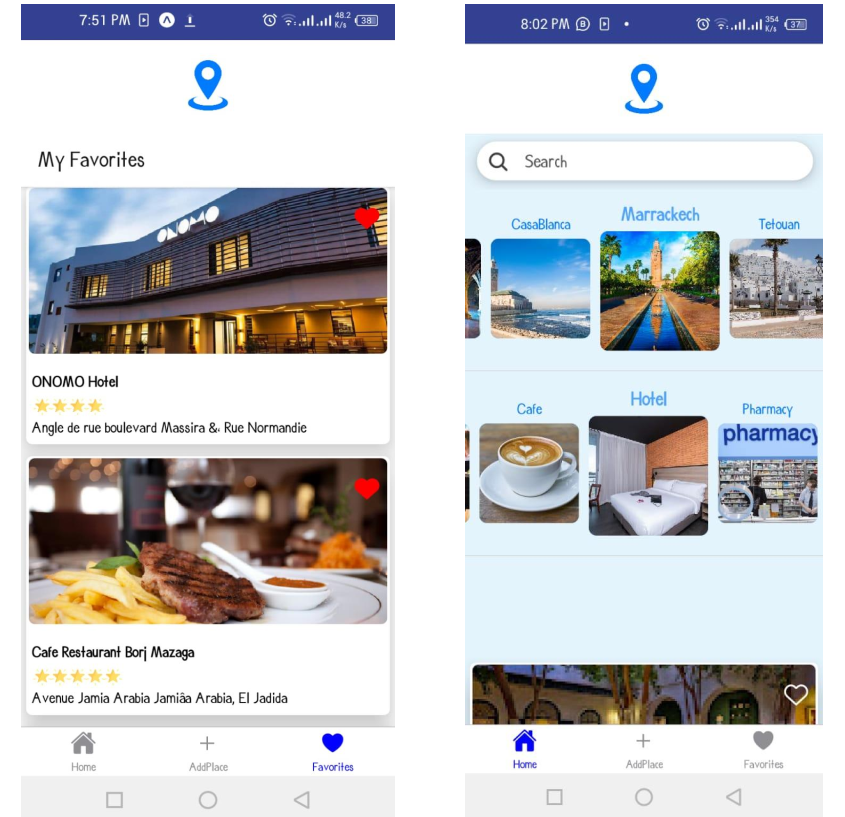 7:51 PM
48.2 K/s 38
My Favorites
ONOMO
ONOMO Hotel
Angle de rue boulevard Massira & Rue Normandie
Cafe Restaurant Borj Mazaga
Avenue Jamia Arabia Jamiâa Arabia, El Jadida
Home AddPlace Favorites
8:02 PM
354 K/s 37
Search
CasaBlanca Marrackech Tetouan
Cafe Hotel Pharmacy
pharmacy
Home AddPlace Favorites